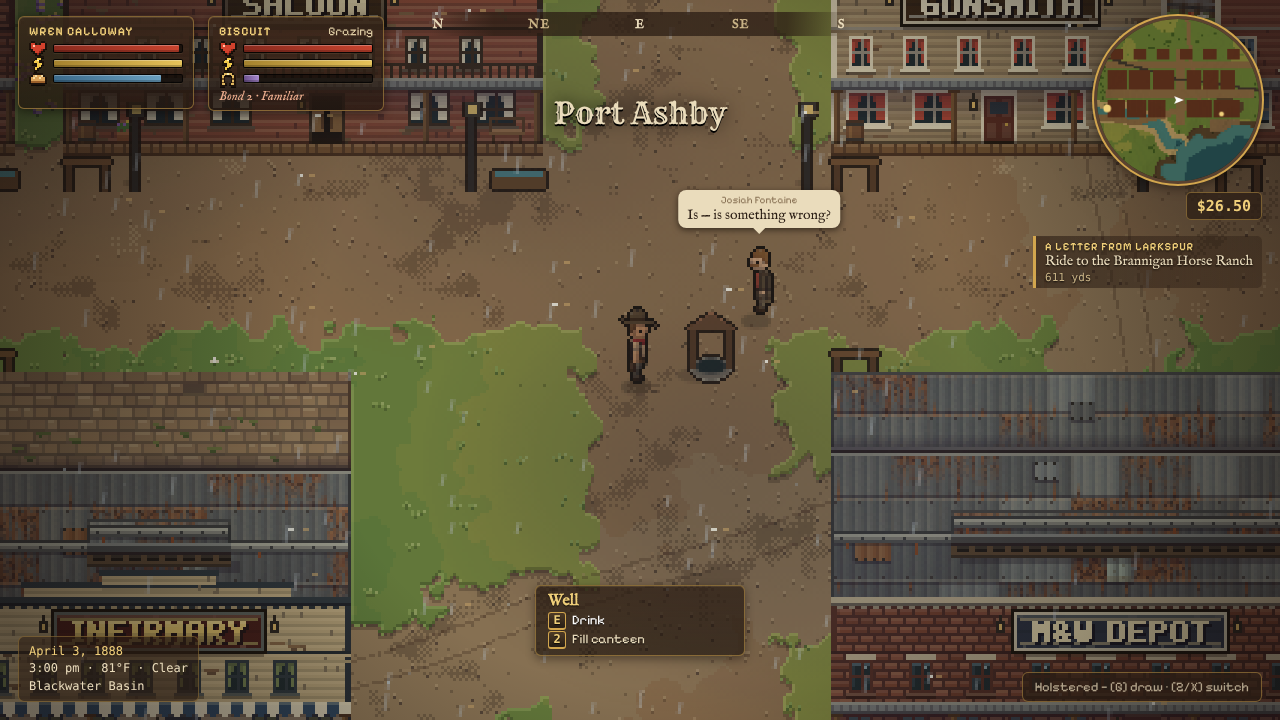 SALOON
GUNSMITH
WREN CALLOWAY
BISCUIT Grazing
Bond 2 · Familiar
N NE E SE S
Port Ashby
$26.50
A LETTER FROM LARKSPUR
Ride to the Brannigan Horse Ranch
611 yds
Josiah Fontaine
Is – is something wrong?
Well
E Drink
2 Fill canteen
INFIRMARY
M&W DEPOT
April 3, 1888
3:00 pm · 81°F · Clear
Blackwater Basin
Holstered - [G] draw · [Z/X] switch